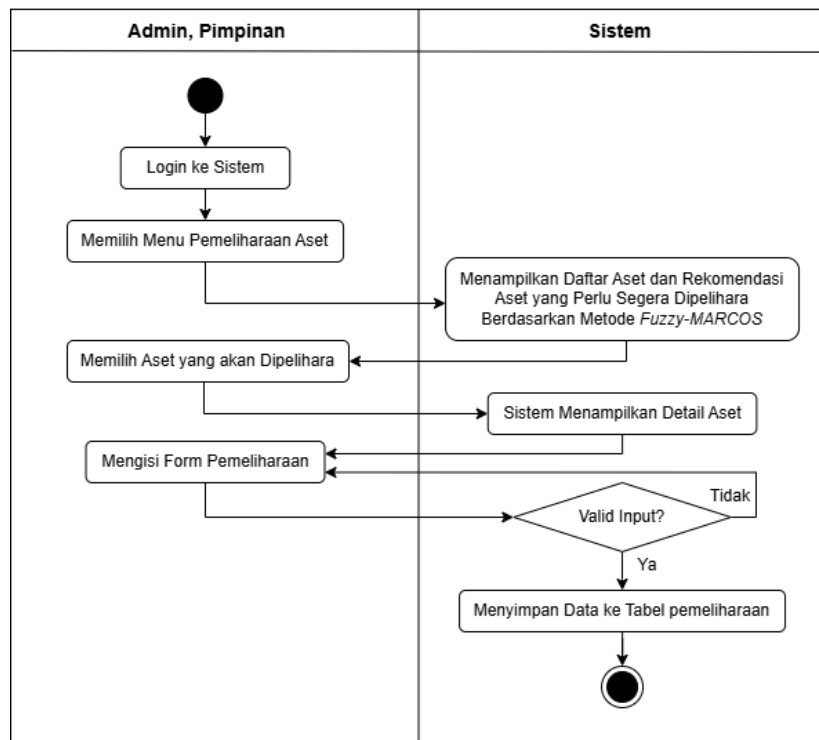 Admin, Pimpinan
Sistem
Login ke Sistem
Memilih Menu Pemeliharaan Aset
Menampilkan Daftar Aset dan Rekomendasi
Aset yang Perlu Segera Dipelihara
Berdasarkan Metode Fuzzy-MARCOS
Memilih Aset yang akan Dipelihara
Sistem Menampilkan Detail Aset
Mengisi Form Pemeliharaan
Tidak
Valid Input?
Ya
Menyimpan Data ke Tabel pemeliharaan